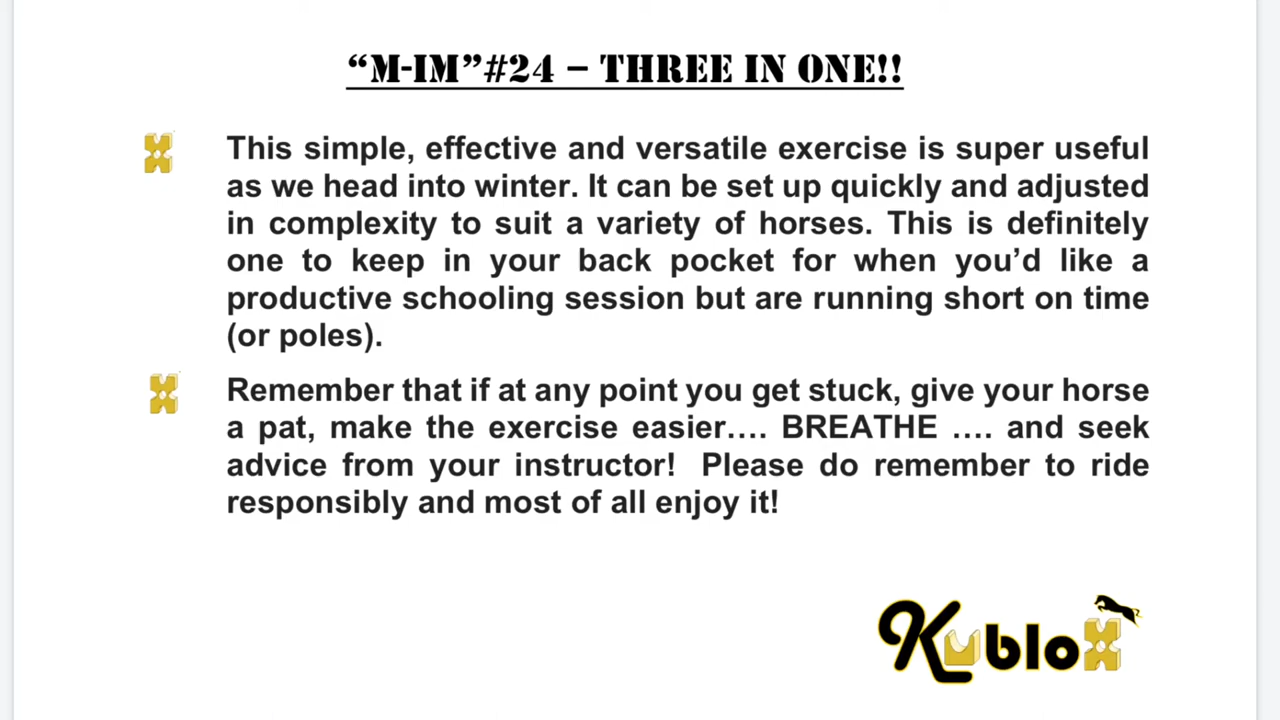 “M-IM”#24 – THREE IN ONE!!
This simple, effective and versatile exercise is super useful
as we head into winter. It can be set up quickly and adjusted
in complexity to suit a variety of horses. This is definitely
one to keep in your back pocket for when you’d like a
productive schooling session but are running short on time
(or poles).
Remember that if at any point you get stuck, give your horse
a pat, make the exercise easier…. BREATHE …. and seek
advice from your instructor!  Please do remember to ride
responsibly and most of all enjoy it!
Kublox